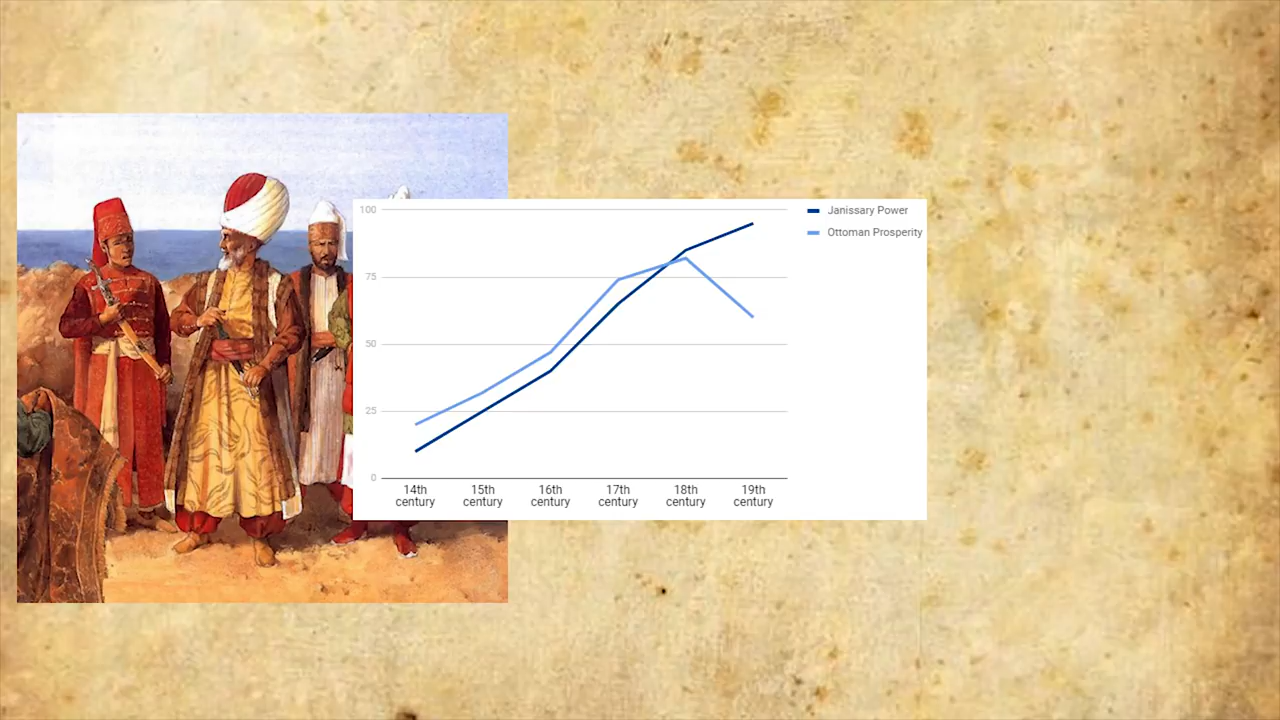 100
75
50
25
0
14th century
15th century
16th century
17th century
18th century
19th century
Janissary Power
Ottoman Prosperity